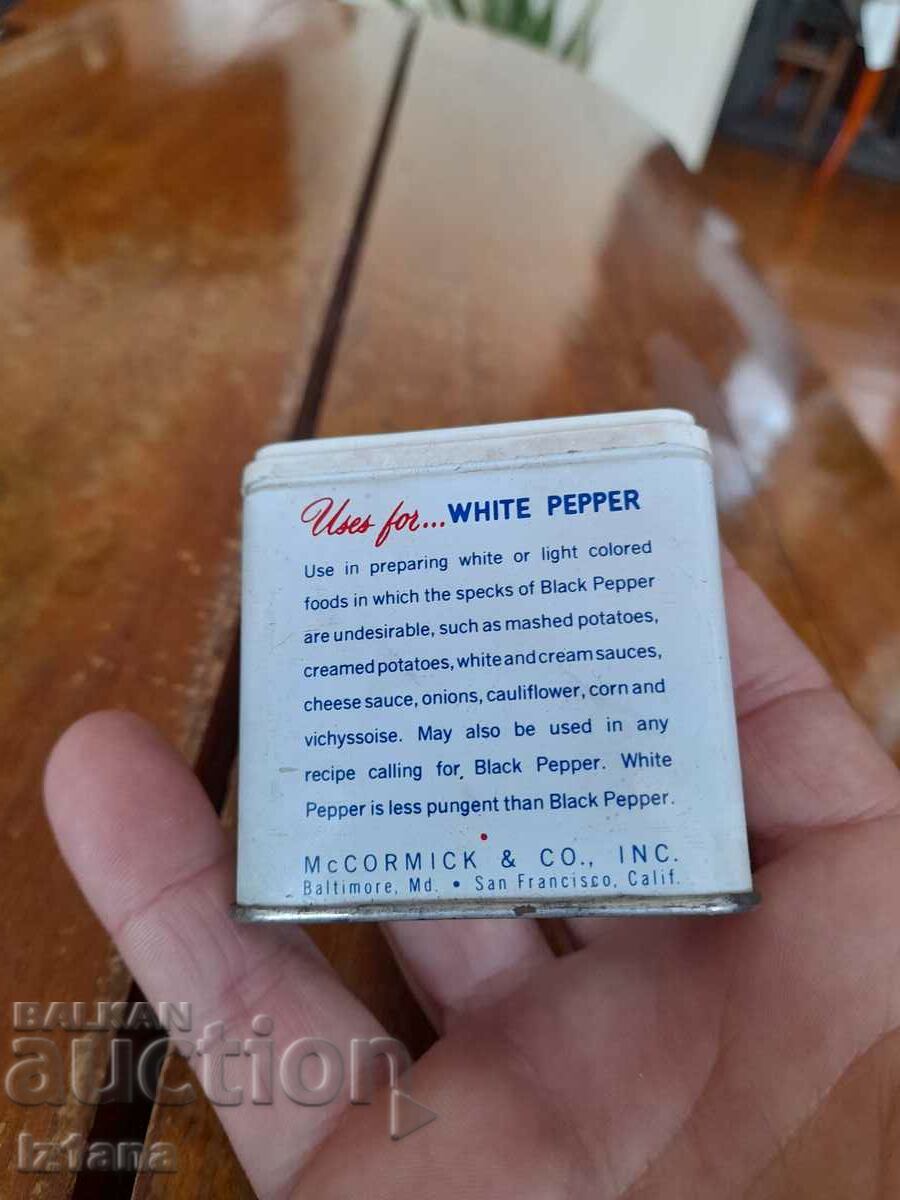 Uses for... WHITE PEPPER
Use in preparing white or light colored
foods in which the specks of Black Pepper
are undesirable, such as mashed potatoes,
creamed potatoes, white and cream sauces,
cheese sauce, onions, cauliflower, corn and
vichyssoise. May also be used in any
recipe calling for Black Pepper. White
Pepper is less pungent than Black Pepper.
McCORMICK & CO., INC.
Baltimore, Md. • San Francisco, Calif.
BALKAN
auction
Iztana